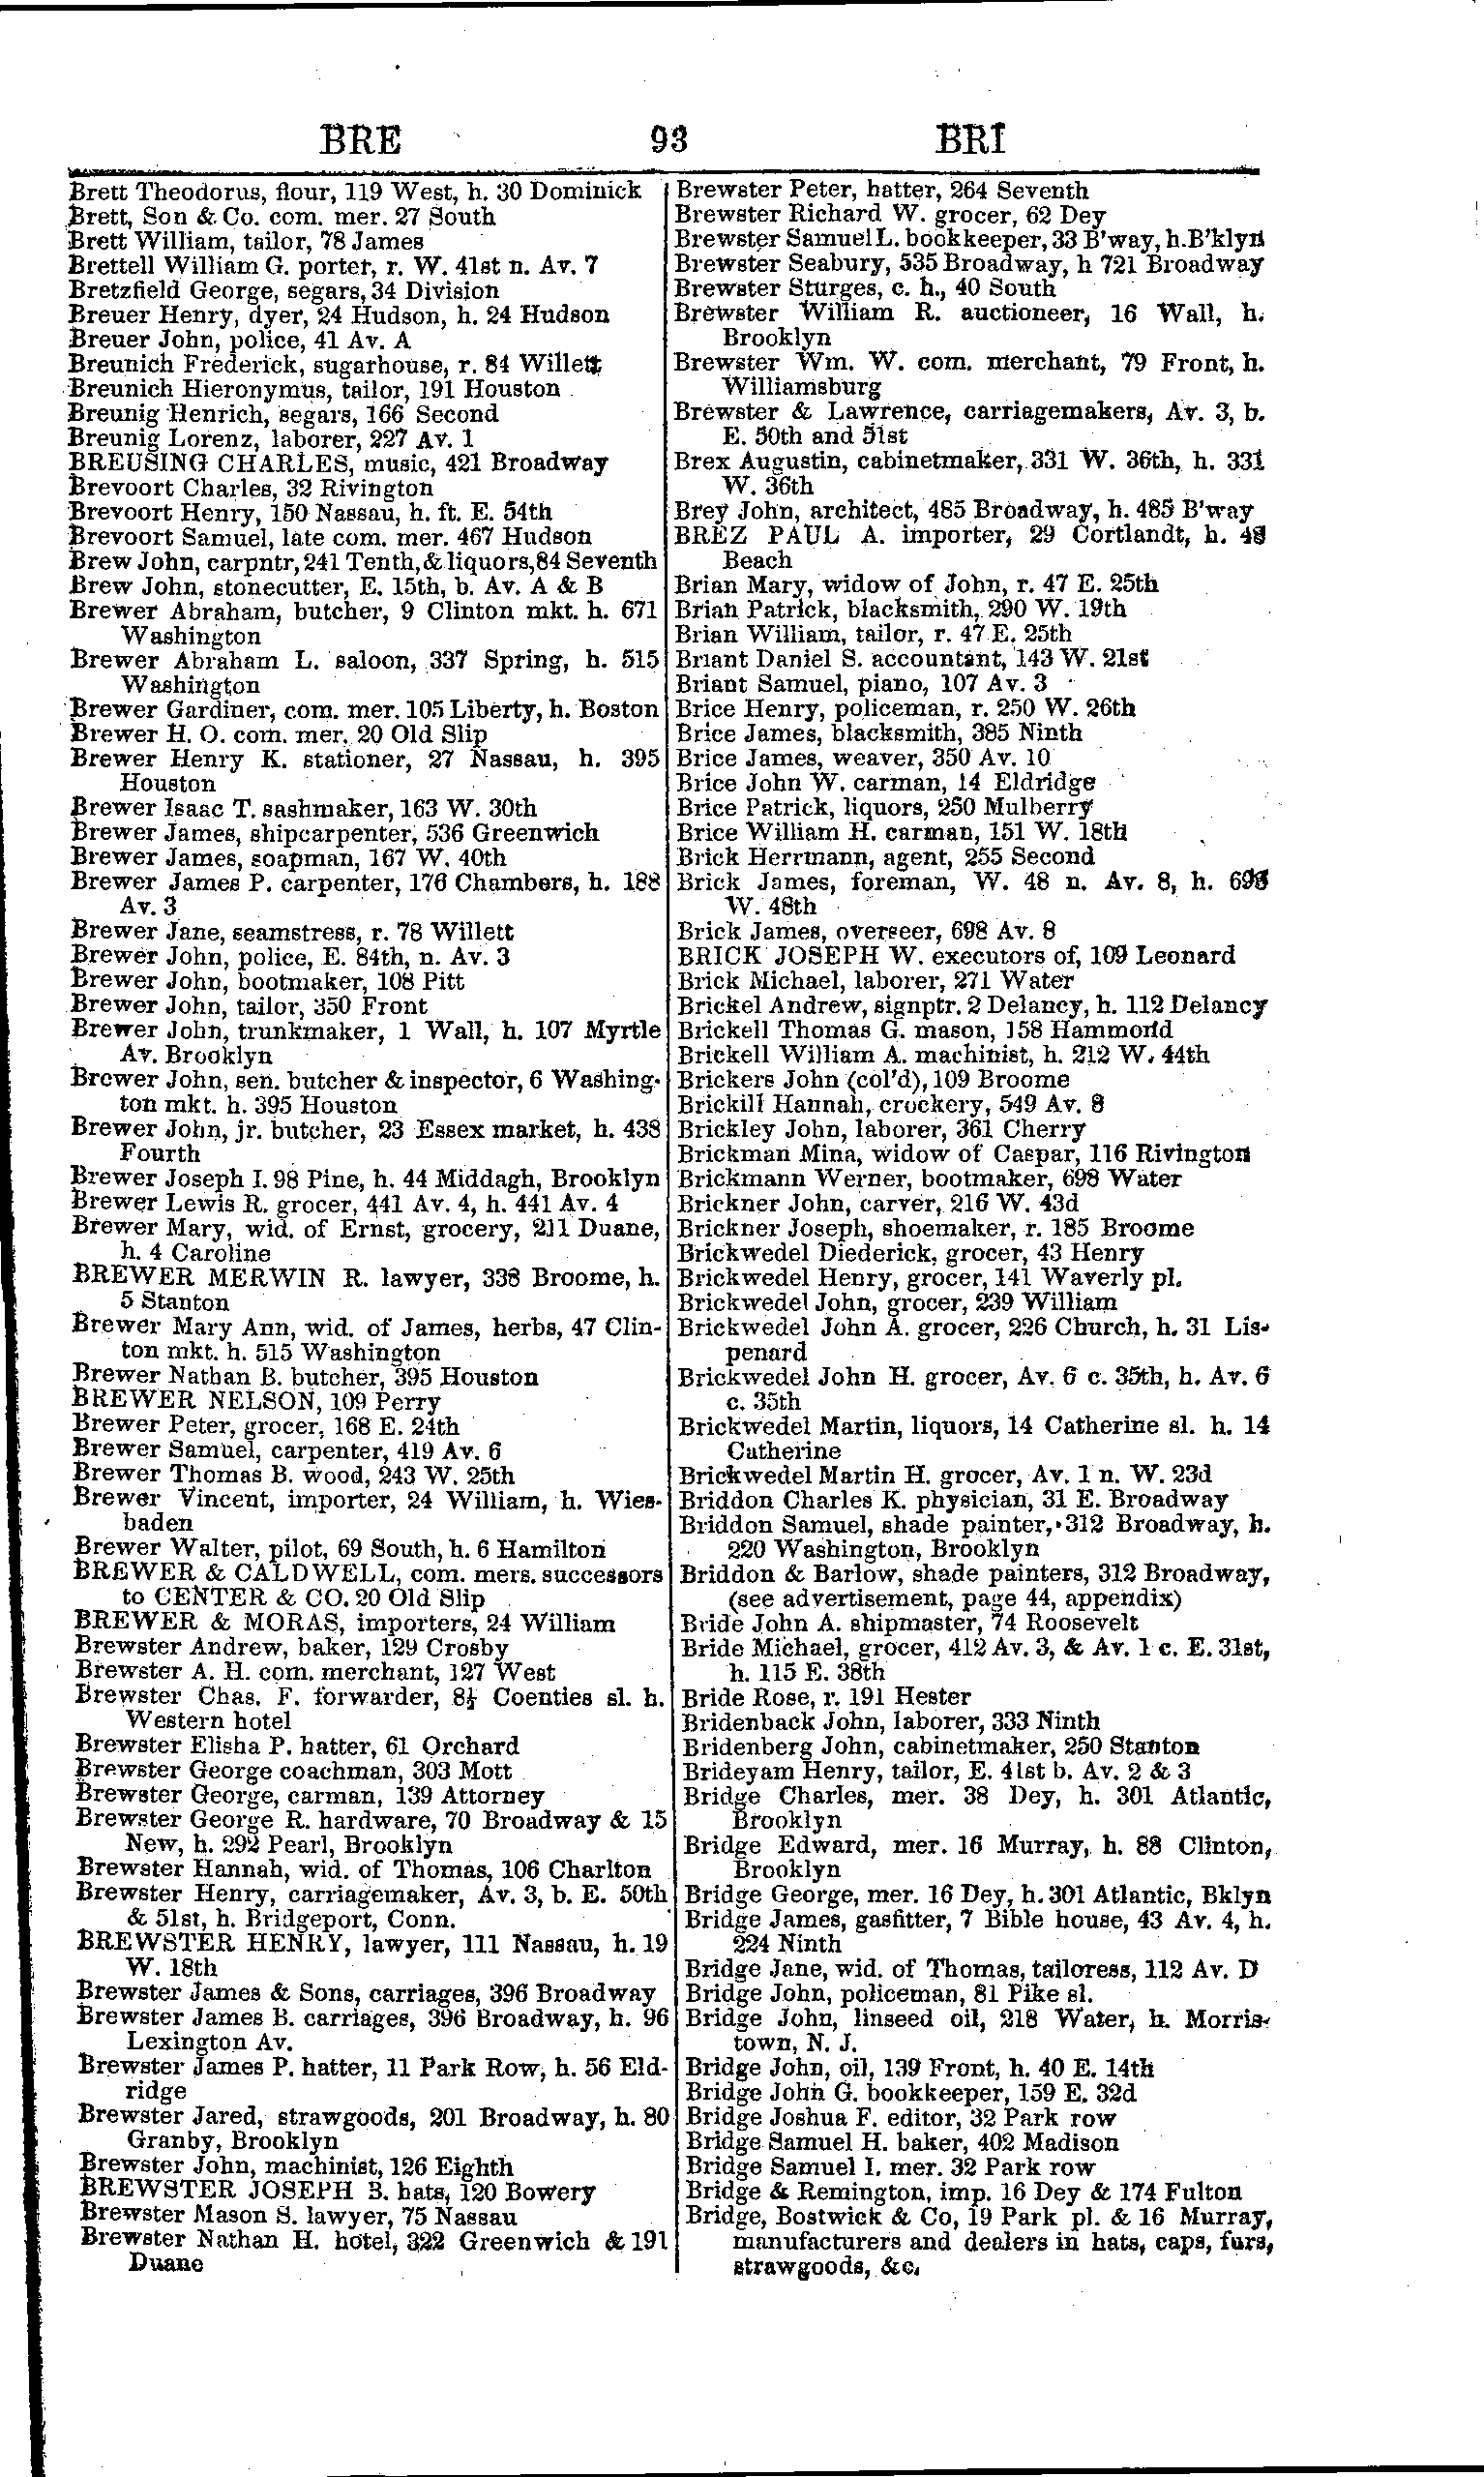 BRE 93 BRI
Brett Theodorus, flour, 119 West, h. 30 Dominick
Brett, Son & Co. com. mer. 27 South
Brett William, tailor, 78 James
Brettell William G. porter, r. W. 41st n. Av. 7
Bretzfield George, segars, 34 Division
Breuer Henry, dyer, 24 Hudson, h. 24 Hudson
Breuer John, police, 41 Av. A
Breunich Frederick, sugarhouse, r. 84 Willett
Breunich Hieronymus, tailor, 191 Houston
Breunig Henrich, segars, 166 Second
Breunig Lorenz, laborer, 227 Av. 1
BREUSING CHARLES, music, 421 Broadway
Brevoort Charles, 32 Rivington
Brevoort Henry, 150 Nassau, h. ft. E. 54th
Brevoort Samuel, late com. mer. 467 Hudson
Brew John, carpntr, 241 Tenth, & liquors, 84 Seventh
Brew John, stonecutter, E. 15th, b. Av. A & B
Brewer Abraham, butcher, 9 Clinton mkt. h. 671
Washington
Brewer Abraham L. saloon, 337 Spring, h. 515
Washington
Brewer Gardiner, com. mer. 105 Liberty, h. Boston
Brewer H. O. com. mer. 20 Old Slip
Brewer Henry K. stationer, 27 Nassau, h. 395
Houston
Brewer Isaac T. sashmaker, 163 W. 30th
Brewer James, shipcarpenter, 536 Greenwich
Brewer James, soapman, 167 W. 40th
Brewer James P. carpenter, 176 Chambers, h. 188
Av. 3
Brewer Jane, seamstress, r. 78 Willett
Brewer John, police, E. 84th, n. Av. 3
Brewer John, bootmaker, 108 Pitt
Brewer John, tailor, 350 Front
Brewer John, trunkmaker, 1 Wall, h. 107 Myrtle
Av. Brooklyn
Brewer John, sen. butcher & inspector, 6 Washing-
ton mkt. h. 395 Houston
Brewer John, jr. butcher, 23 Essex market, h. 438
Fourth
Brewer Joseph I. 98 Pine, h. 44 Middagh, Brooklyn
Brewer Lewis R. grocer, 441 Av. 4, h. 441 Av. 4
Brewer Mary, wid. of Ernst, grocery, 211 Duane,
h. 4 Caroline
BREWER MERWIN R. lawyer, 338 Broome, h.
5 Stanton
Brewer Mary Ann, wid. of James, herbs, 47 Clin-
ton mkt. h. 515 Washington
Brewer Nathan B. butcher, 395 Houston
BREWER NELSON, 109 Perry
Brewer Peter, grocer, 168 E. 24th
Brewer Samuel, carpenter, 419 Av. 6
Brewer Thomas B. wood, 243 W. 25th
Brewer Vincent, importer, 24 William, h. Wies-
baden
Brewer Walter, pilot, 69 South, h. 6 Hamilton
BREWER & CALDWELL, com. mers. successors
to CENTER & CO. 20 Old Slip
BREWER & MORAS, importers, 24 William
Brewster Andrew, baker, 129 Crosby
Brewster A. H. com. merchant, 127 West
Brewster Chas. F. forwarder, 8½ Coenties sl. h.
Western hotel
Brewster Elisha P. hatter, 61 Orchard
Brewster George coachman, 303 Mott
Brewster George, carman, 139 Attorney
Brewster George R. hardware, 70 Broadway & 15
New, h. 292 Pearl, Brooklyn
Brewster Hannah, wid. of Thomas, 106 Charlton
Brewster Henry, carriagemaker, Av. 3, b. E. 50th
& 51st, h. Bridgeport, Conn.
BREWSTER HENRY, lawyer, 111 Nassau, h. 19
W. 18th
Brewster James & Sons, carriages, 396 Broadway
Brewster James B. carriages, 396 Broadway, h. 96
Lexington Av.
Brewster James P. hatter, 11 Park Row, h. 56 Eld-
ridge
Brewster Jared, strawgoods, 201 Broadway, h. 80
Granby, Brooklyn
Brewster John, machinist, 126 Eighth
BREWSTER JOSEPH B. hats, 120 Bowery
Brewster Mason S. lawyer, 75 Nassau
Brewster Nathan H. hotel, 322 Greenwich & 191
Duane
Brewster Peter, hatter, 264 Seventh
Brewster Richard W. grocer, 62 Dey
Brewster Samuel L. bookkeeper, 33 B'way, h. B'klyn
Brewster Seabury, 535 Broadway, h 721 Broadway
Brewster Sturges, c. h., 40 South
Brewster William R. auctioneer, 16 Wall, h.
Brooklyn
Brewster Wm. W. com. merchant, 79 Front, h.
Williamsburg
Brewster & Lawrence, carriagemakers, Av. 3, b.
E. 50th and 51st
Brex Augustin, cabinetmaker, 331 W. 36th, h. 331
W. 36th
Brey John, architect, 485 Broadway, h. 485 B'way
BREZ PAUL A. importer, 29 Cortlandt, h.
Beach
Brian Mary, widow of John, r. 47 E. 25th
Brian Patrick, blacksmith, 290 W. 19th
Brian William, tailor, r. 47 E. 25th
Briant Daniel S. accountant, 143 W. 21st
Briant Samuel, piano, 107 Av. 3
Brice Henry, policeman, r. 250 W. 26th
Brice James, blacksmith, 385 Ninth
Brice James, weaver, 350 Av. 10
Brice John W. carman, 14 Eldridge
Brice Patrick, liquors, 250 Mulberry
Brice William H. carman, 151 W. 18th
Brick Herrmann, agent, 255 Second
Brick James, foreman, W. 48 n. Av. 8, h.
W. 48th
Brick James, overseer, 698 Av. 8
BRICK JOSEPH W. executors of, 109 Leonard
Brick Michael, laborer, 271 Water
Brickel Andrew, signptr. 2 Delancy, h. 112 Delancy
Brickell Thomas G. mason, 158 Hammond
Brickell William A. machinist, h. 212 W. 44th
Brickers John (col'd), 109 Broome
Brickill Hannah, crockery, 549 Av. 8
Brickley John, laborer, 361 Cherry
Brickman Mina, widow of Caspar, 116 Rivington
Brickmann Werner, bootmaker, 698 Water
Brickner John, carver, 216 W. 43d
Brickner Joseph, shoemaker, r. 185 Broome
Brickwedel Diederick, grocer, 43 Henry
Brickwedel Henry, grocer, 141 Waverly pl.
Brickwedel John, grocer, 239 William
Brickwedel John A. grocer, 226 Church, h. 31 Lis-
penard
Brickwedel John H. grocer, Av. 6 c. 35th, h. Av. 6
c. 35th
Brickwedel Martin, liquors, 14 Catherine sl. h. 14
Catherine
Brickwedel Martin H. grocer, Av. 1 n. W. 23d
Briddon Charles K. physician, 31 E. Broadway
Briddon Samuel, shade painter, 312 Broadway, h.
220 Washington, Brooklyn
Briddon & Barlow, shade painters, 312 Broadway,
(see advertisement, page 44, appendix)
Bride John A. shipmaster, 74 Roosevelt
Bride Michael, grocer, 412 Av. 3, & Av. 1 c. E. 31st,
h. 115 E. 38th
Bride Rose, r. 191 Hester
Bridenback John, laborer, 333 Ninth
Bridenberg John, cabinetmaker, 250 Stanton
Brideyam Henry, tailor, E. 41st b. Av. 2 & 3
Bridge Charles, mer. 38 Dey, h. 301 Atlantic,
Brooklyn
Bridge Edward, mer. 16 Murray, h. 88 Clinton,
Brooklyn
Bridge George, mer. 16 Dey, h. 301 Atlantic, Bklyn
Bridge James, gasfitter, 7 Bible house, 43 Av. 4, h.
224 Ninth
Bridge Jane, wid. of Thomas, tailoress, 112 Av. D
Bridge John, policeman, 81 Pike sl.
Bridge John, linseed oil, 218 Water, h. Morris-
town, N. J.
Bridge John, oil, 139 Front, h. 40 E. 14th
Bridge John G. bookkeeper, 159 E. 32d
Bridge Joshua F. editor, 32 Park row
Bridge Samuel H. baker, 402 Madison
Bridge Samuel I. mer. 32 Park row
Bridge & Remington, imp. 16 Dey & 174 Fulton
Bridge, Bostwick & Co, 19 Park pl. & 16 Murray,
manufacturers and dealers in hats, caps, furs,
strawgoods, &c.